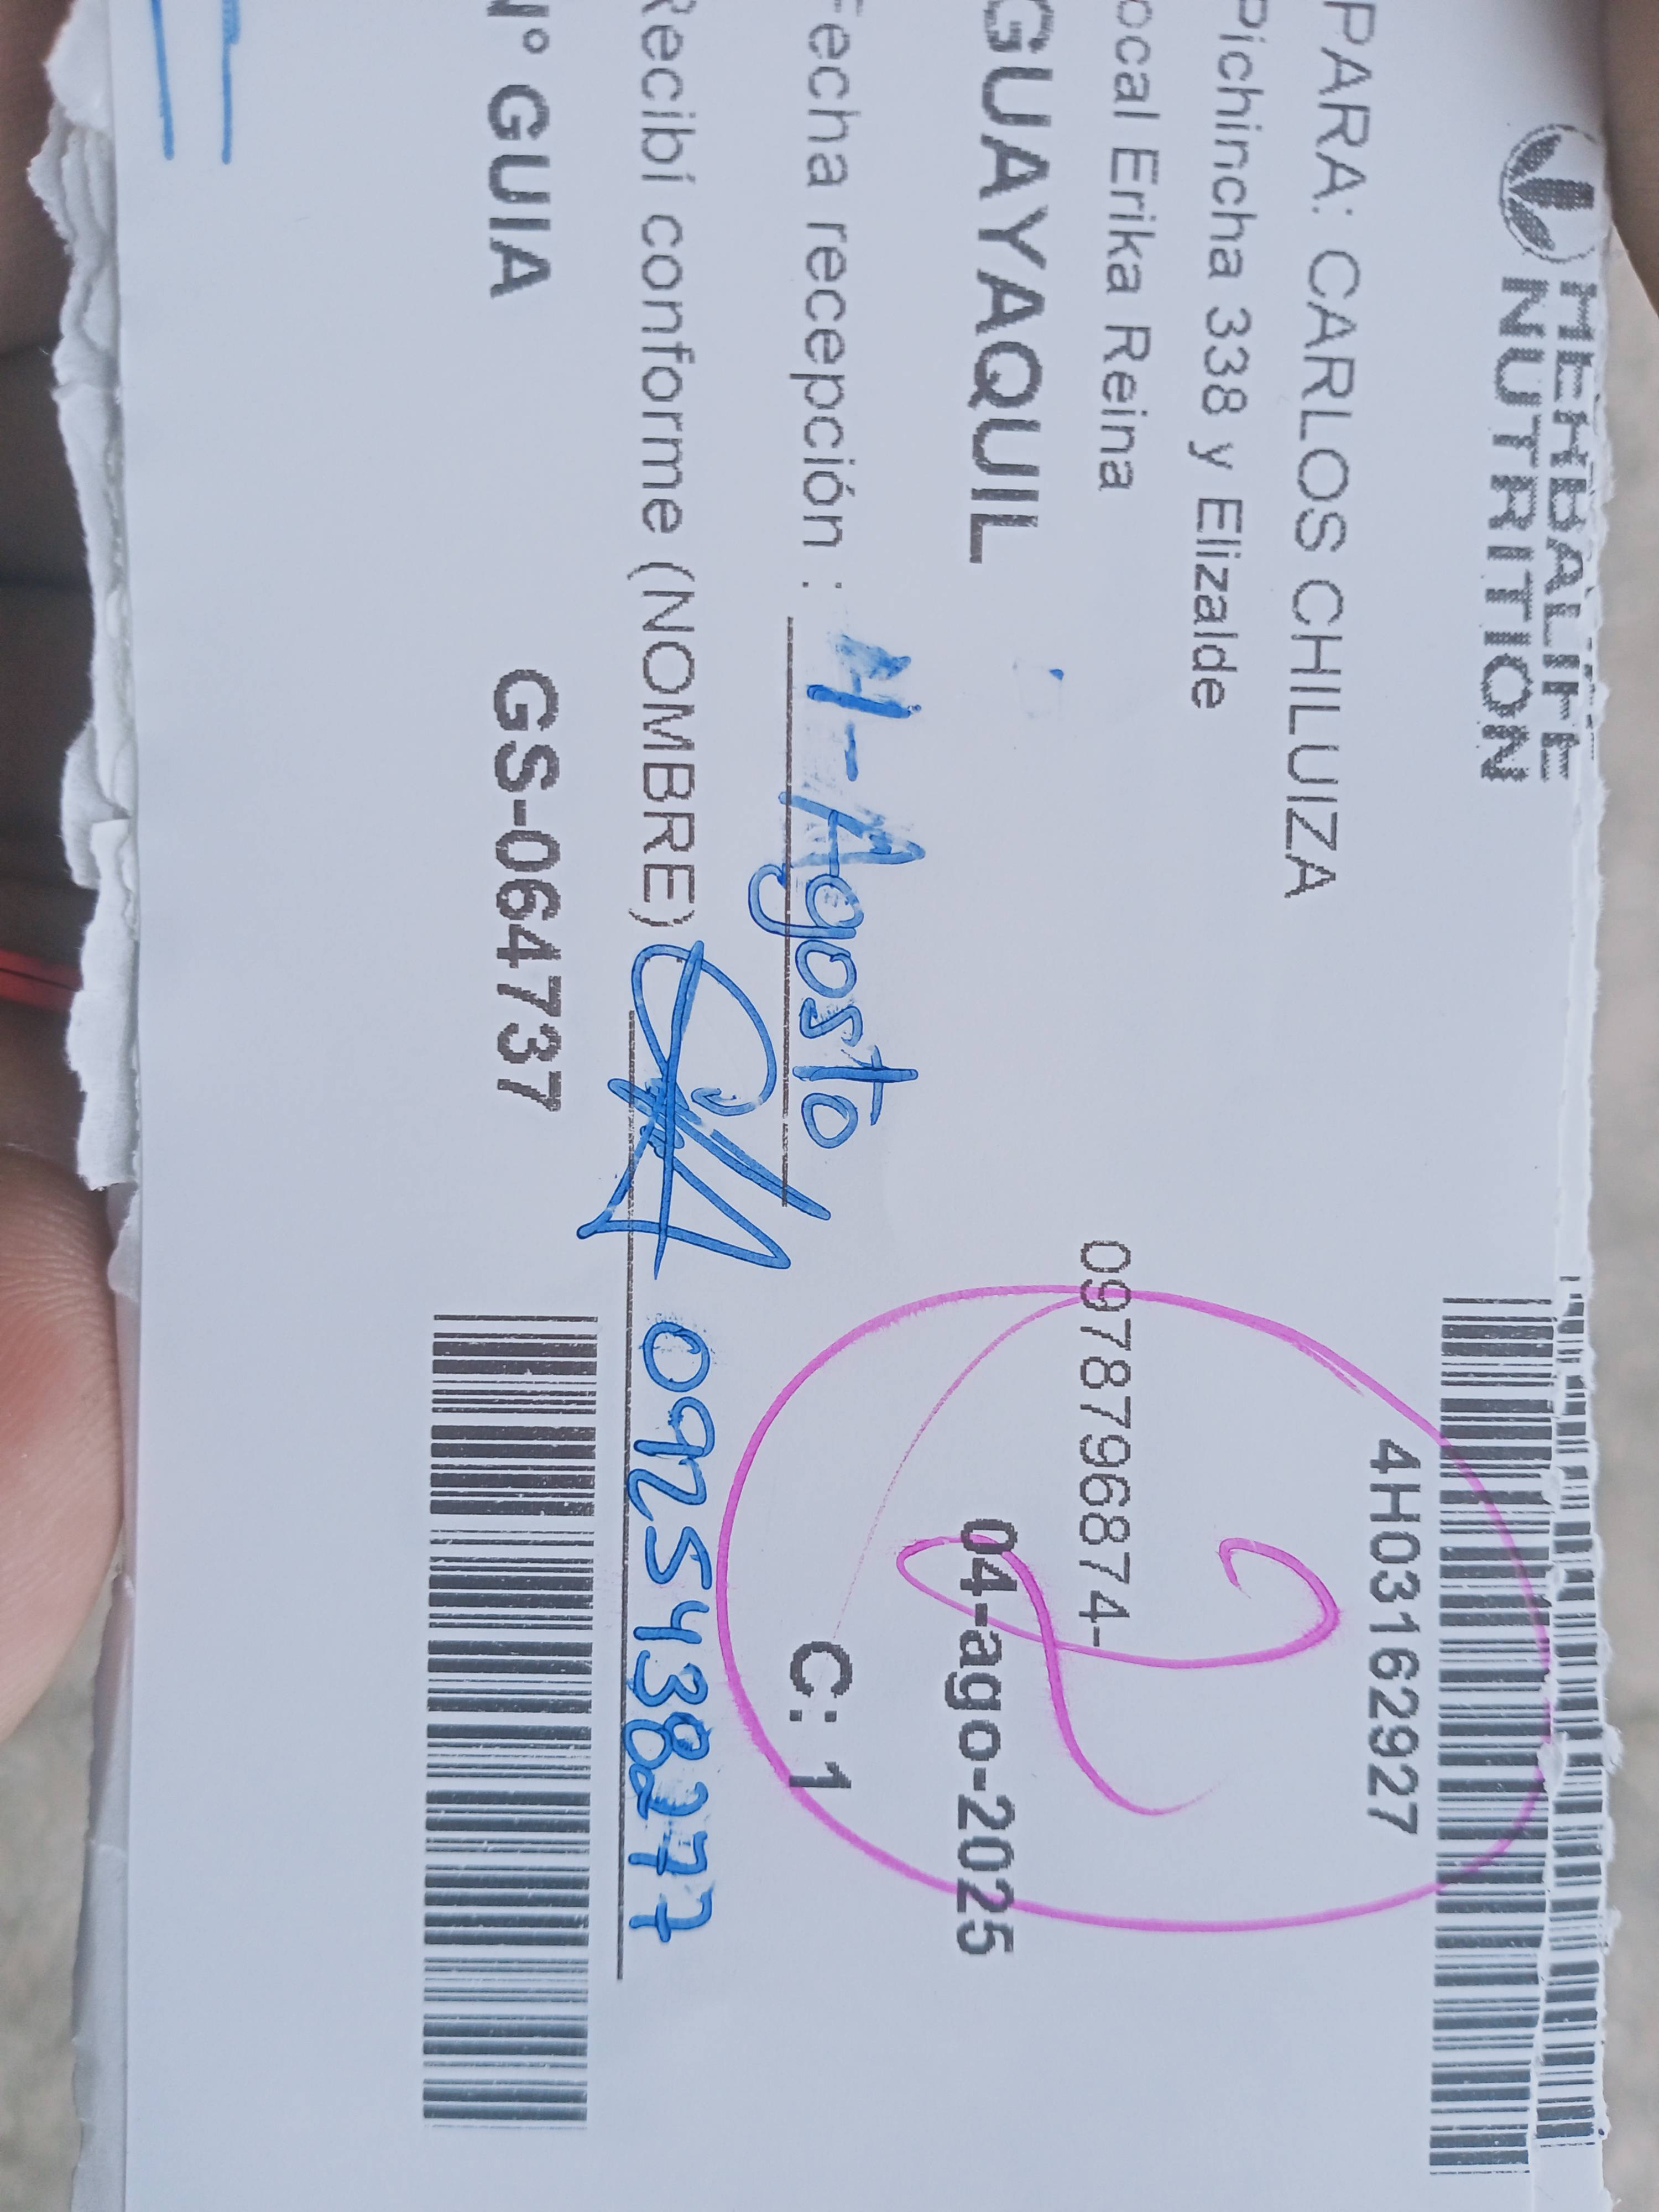 HERBALIFE
NUTRITION
4H03162927
PARA: CARLOS CHILUIZA
Pichincha 338 y Elizalde
ocal Erika Reina
0978796874-
GUAYAQUIL
04-ago-2025
Fecha recepción : 4-Agosto
C: 1
Recibí conforme (NOMBRE) 0925438277
N° GUIA GS-064737